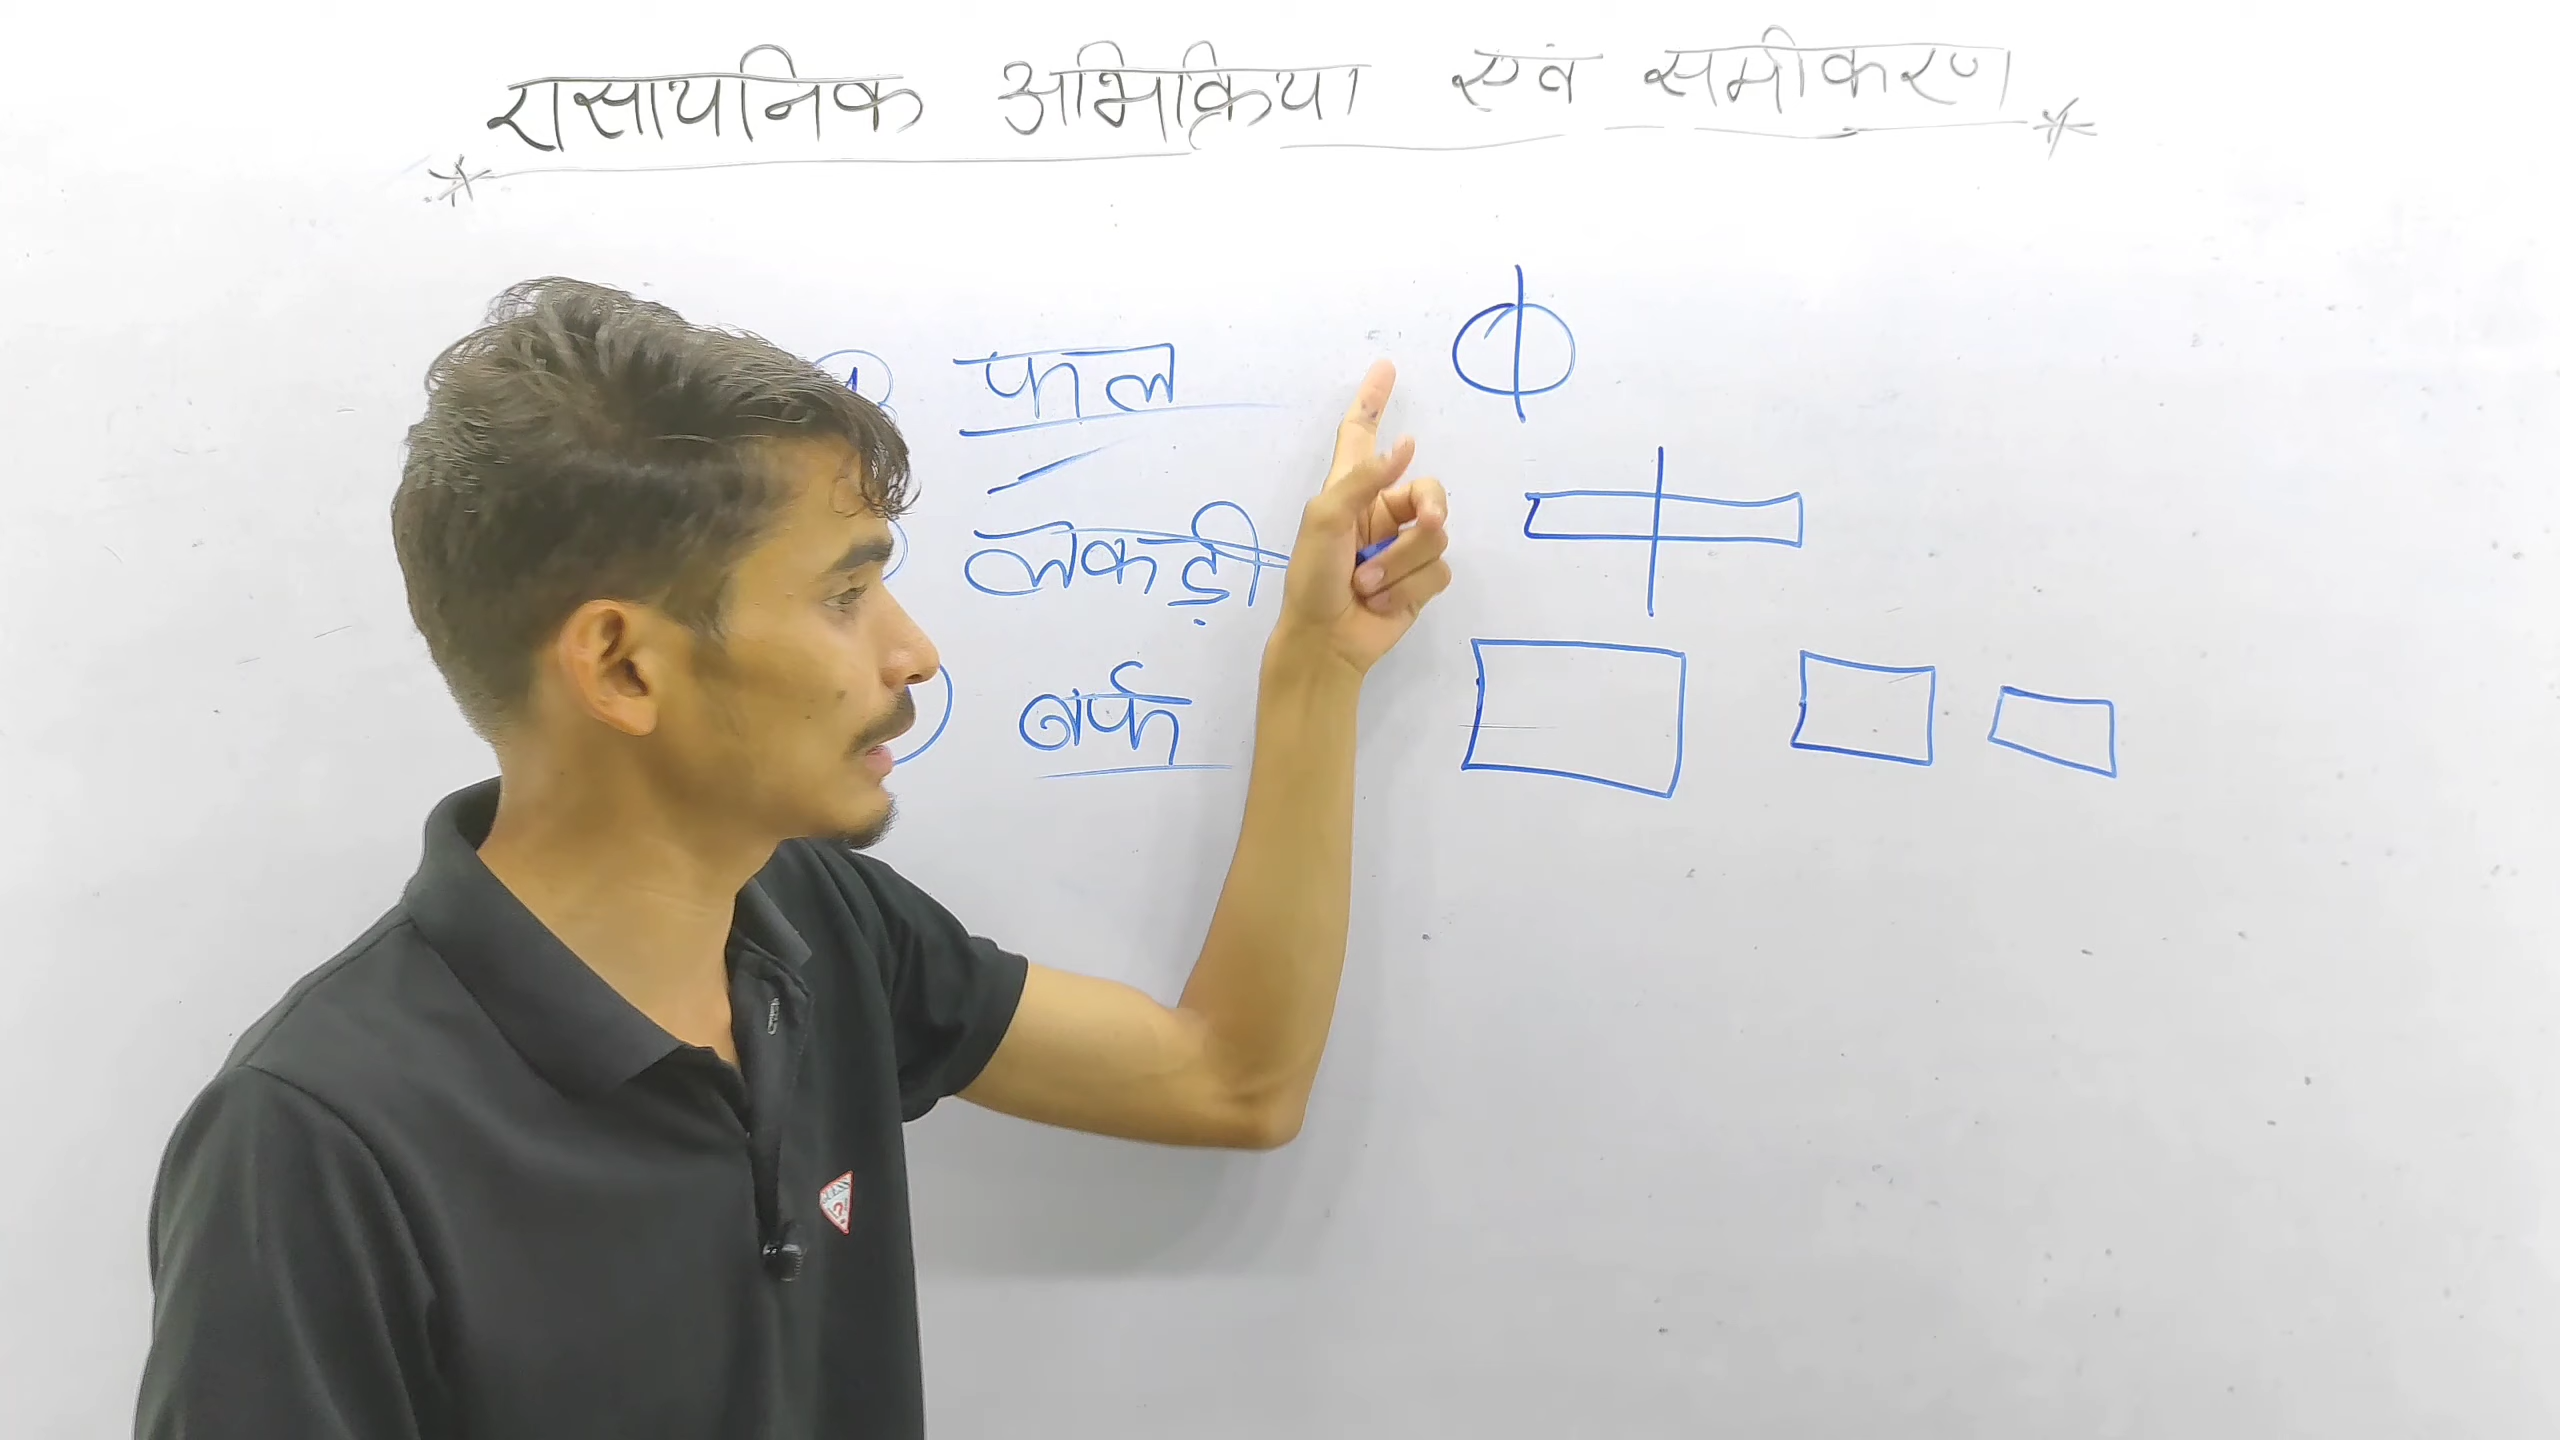 रासायनिक अभिक्रिया एवं समीकरण
फल
लकड़ी
बर्फ